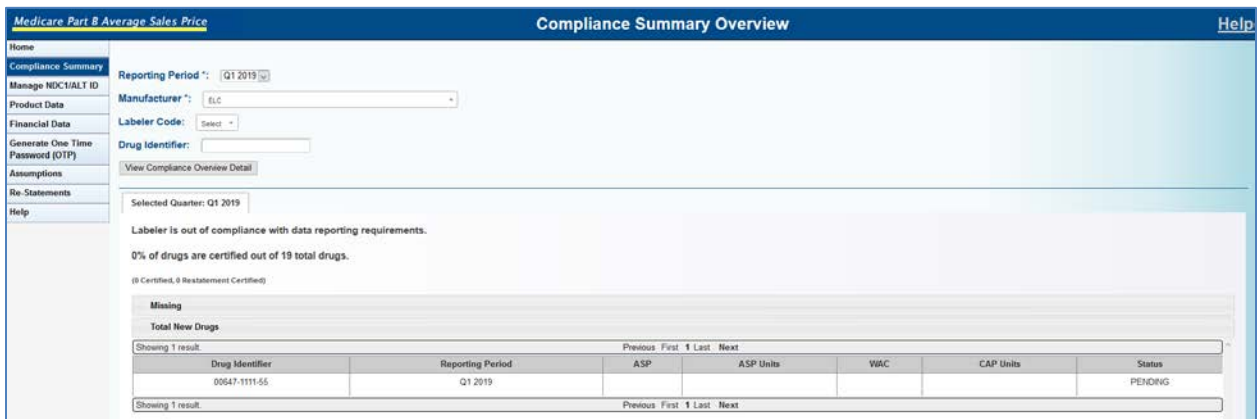 Medicare Part B Average Sales Price
Compliance Summary Overview
Help
Home
Compliance Summary
Manage NDC1/ALT ID
Product Data
Financial Data
Generate One Time
Password (OTP)
Assumptions
Re-Statements
Help
Reporting Period *: Q1 2019
Manufacturer *: ELC
Labeler Code: Select
Drug Identifier:
View Compliance Overview Detail
Selected Quarter: Q1 2019
Labeler is out of compliance with data reporting requirements.
0% of drugs are certified out of 19 total drugs.
(0 Certified, 0 Restatement Certified)
Missing
Total New Drugs
Showing 1 result. Previous First 1 Last Next
Drug Identifier Reporting Period ASP ASP Units WAC CAP Units Status
00647-1111-55 Q1 2019 PENDING
Showing 1 result. Previous First 1 Last Next